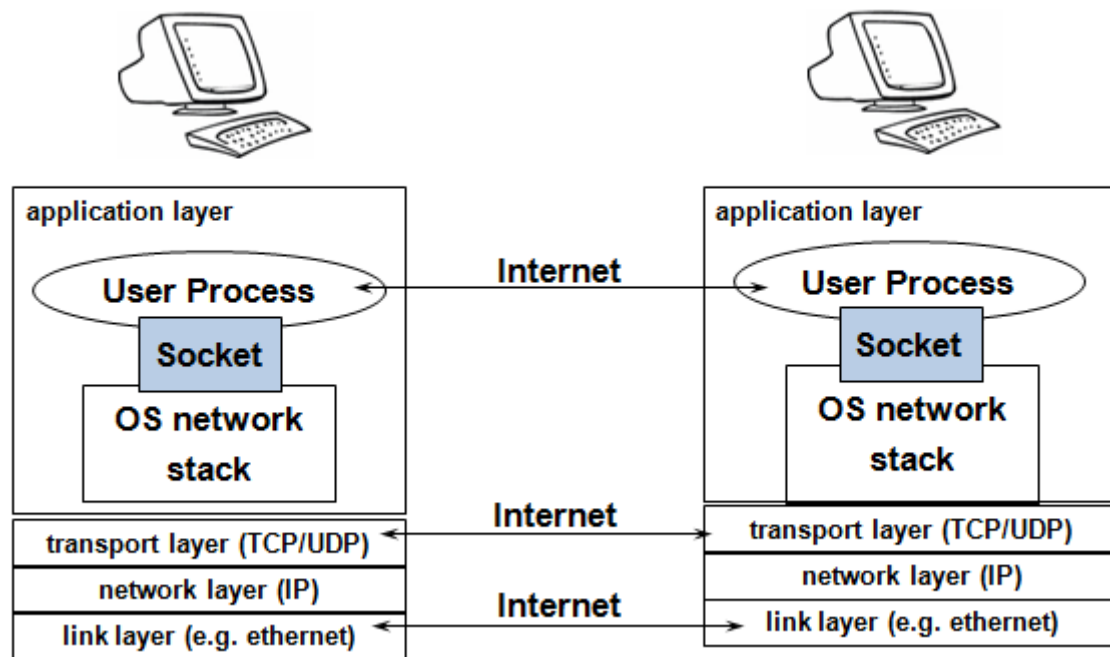 application layer
User Process
Socket
OS network
stack
transport layer (TCP/UDP)
network layer (IP)
link layer (e.g. ethernet)
Internet
Internet
Internet
application layer
User Process
Socket
OS network
stack
transport layer (TCP/UDP)
network layer (IP)
link layer (e.g. ethernet)